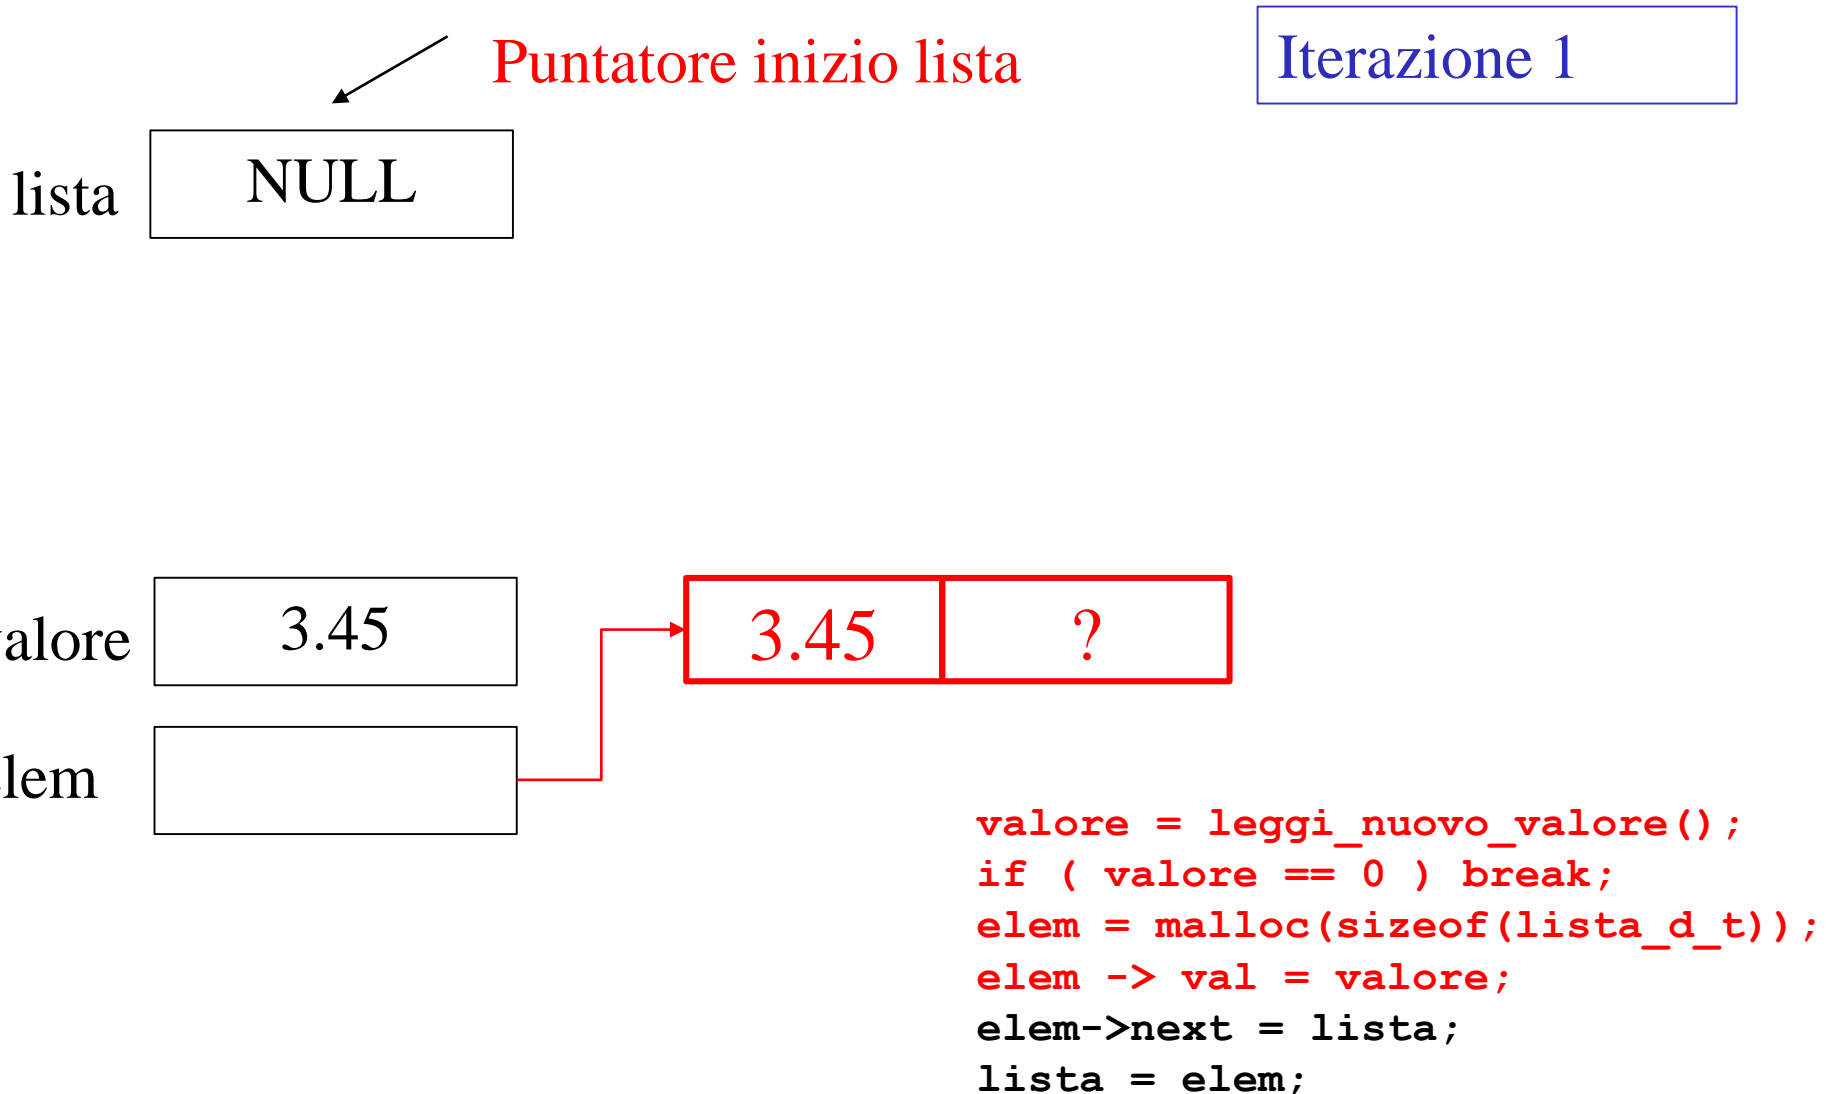 Puntatore inizio lista
Iterazione 1
lista
NULL
alore
3.45
3.45
?
lem
valore = leggi_nuovo_valore();
if ( valore == 0 ) break;
elem = malloc(sizeof(lista_d_t));
elem -> val = valore;
elem->next = lista;
lista = elem;